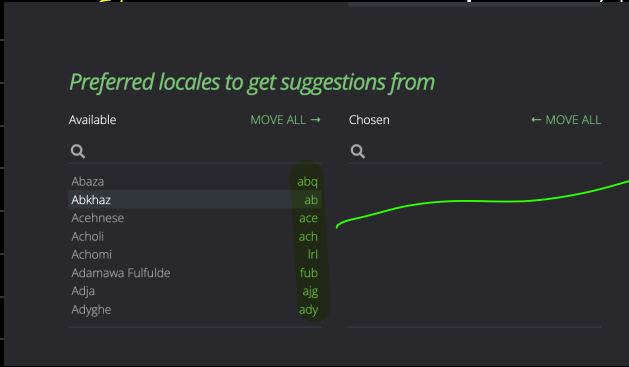 Preferred locales to get suggestions from
Available MOVE ALL → Chosen ← MOVE ALL
Abaza abq
Abkhaz ab
Acehnese ace
Acholi ach
Achomi lrl
Adamawa Fulfulde fub
Adja ajg
Adyghe ady